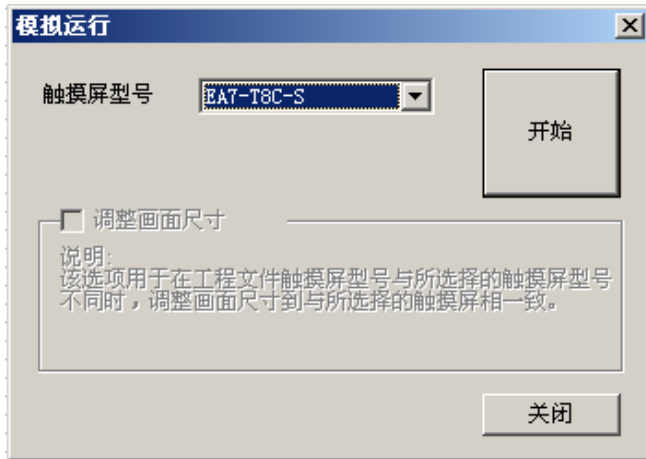 模拟运行
触摸屏型号
EA7-T8C-S
开始
调整画面尺寸
说明:
该选项用于在工程文件触摸屏型号与所选择的触摸屏型号
不同时，调整画面尺寸到与所选择的触摸屏相一致。
关闭